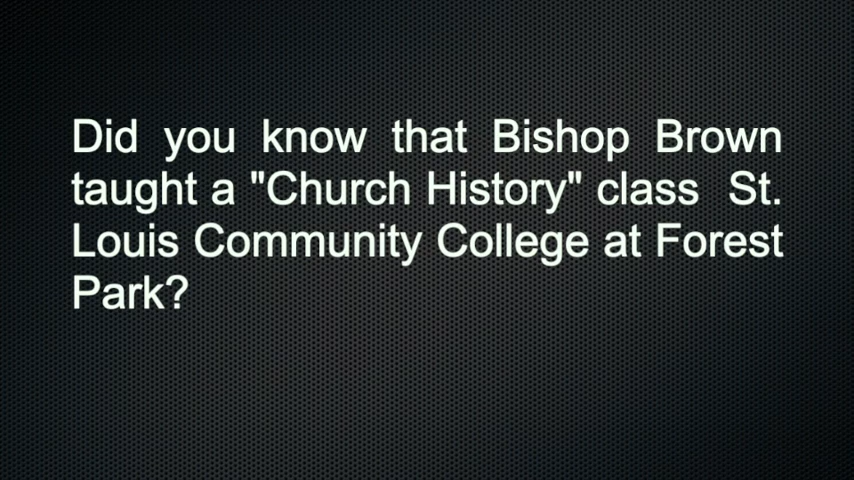 Did you know that Bishop Brown
taught a "Church History" class  St.
Louis Community College at Forest
Park?